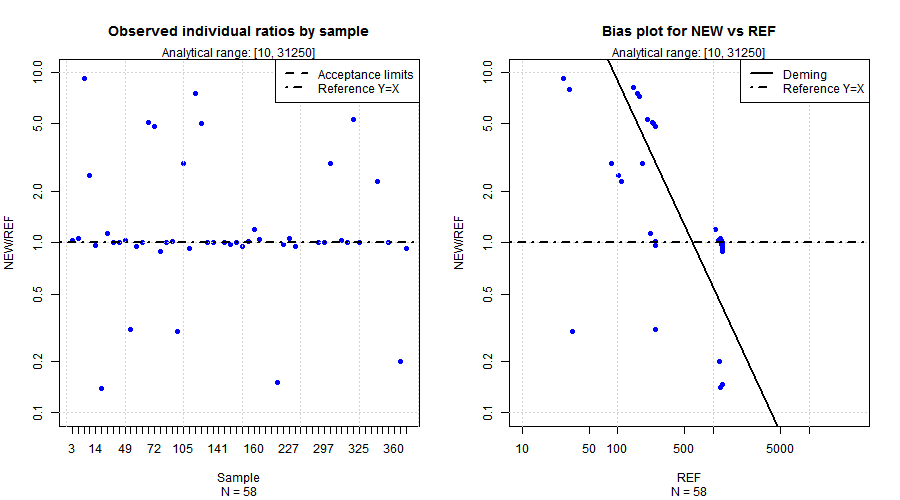 Observed individual ratios by sample
Analytical range: [10, 31250]
Acceptance limits
Reference Y=X
NEW/REF
10.0
5.0
2.0
1.0
0.5
0.2
0.1
3 14 49 72 105 141 160 227 297 360
Sample
N = 58
Bias plot for NEW vs REF
Analytical range: [10, 31250]
Deming
Reference Y=X
NEW/REF
10.0
5.0
2.0
1.0
0.5
0.2
0.1
10 50 100 500 5000
REF
N = 58